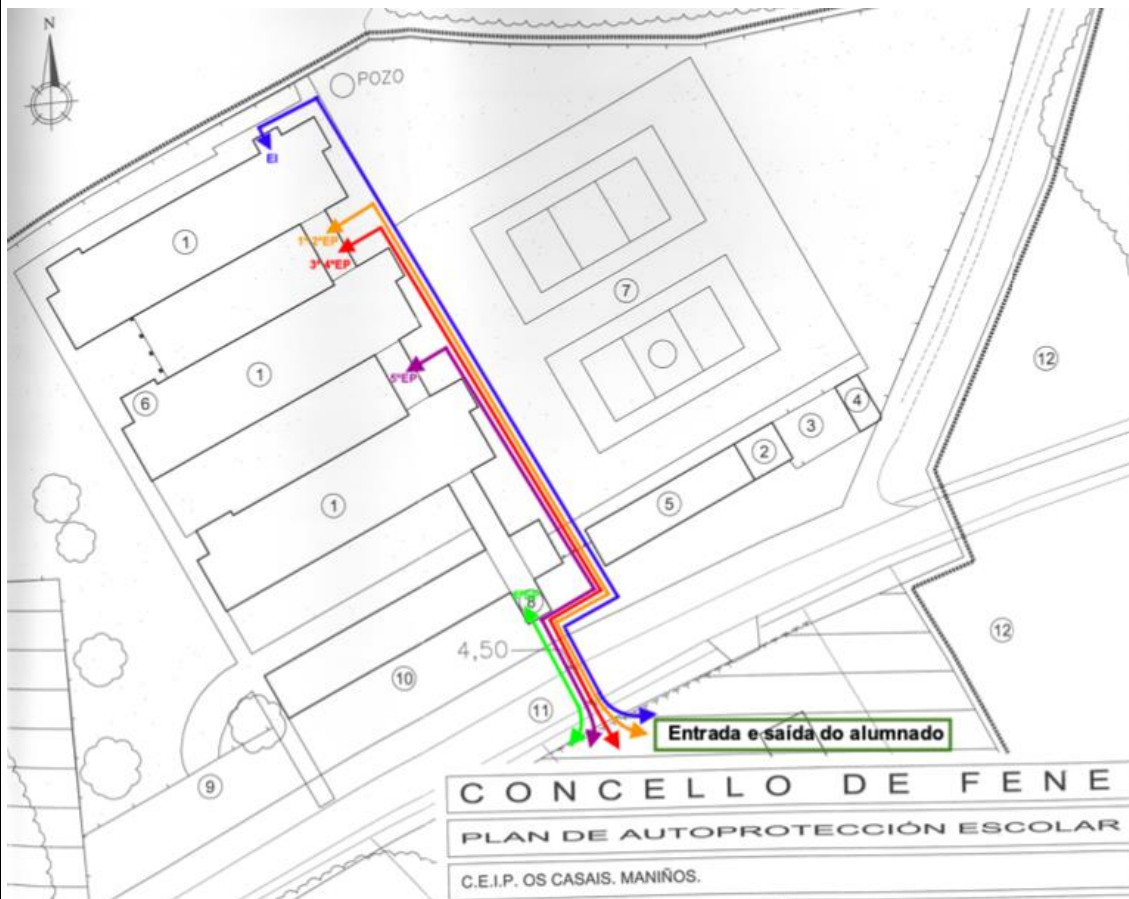 N
POZO
EI
1º 2ºEP
3º 4ºEP
1
7
12
1
5ºEP
6
4
3
2
5
1
8
4,50
12
10
11
9
Entrada e saída do alumnado
CONCELLO DE FENE
PLAN DE AUTOPROTECCIÓN ESCOLAR
C.E.I.P. OS CASAIS. MANIÑOS.